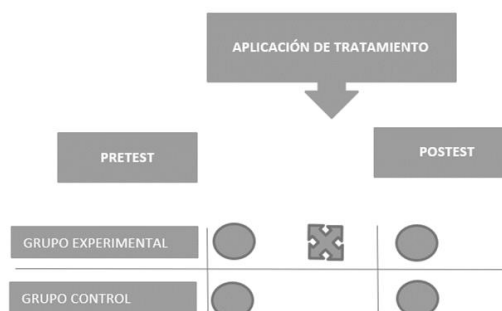 APLICACIÓN DE TRATAMIENTO
PRETEST
POSTEST
GRUPO EXPERIMENTAL
GRUPO CONTROL